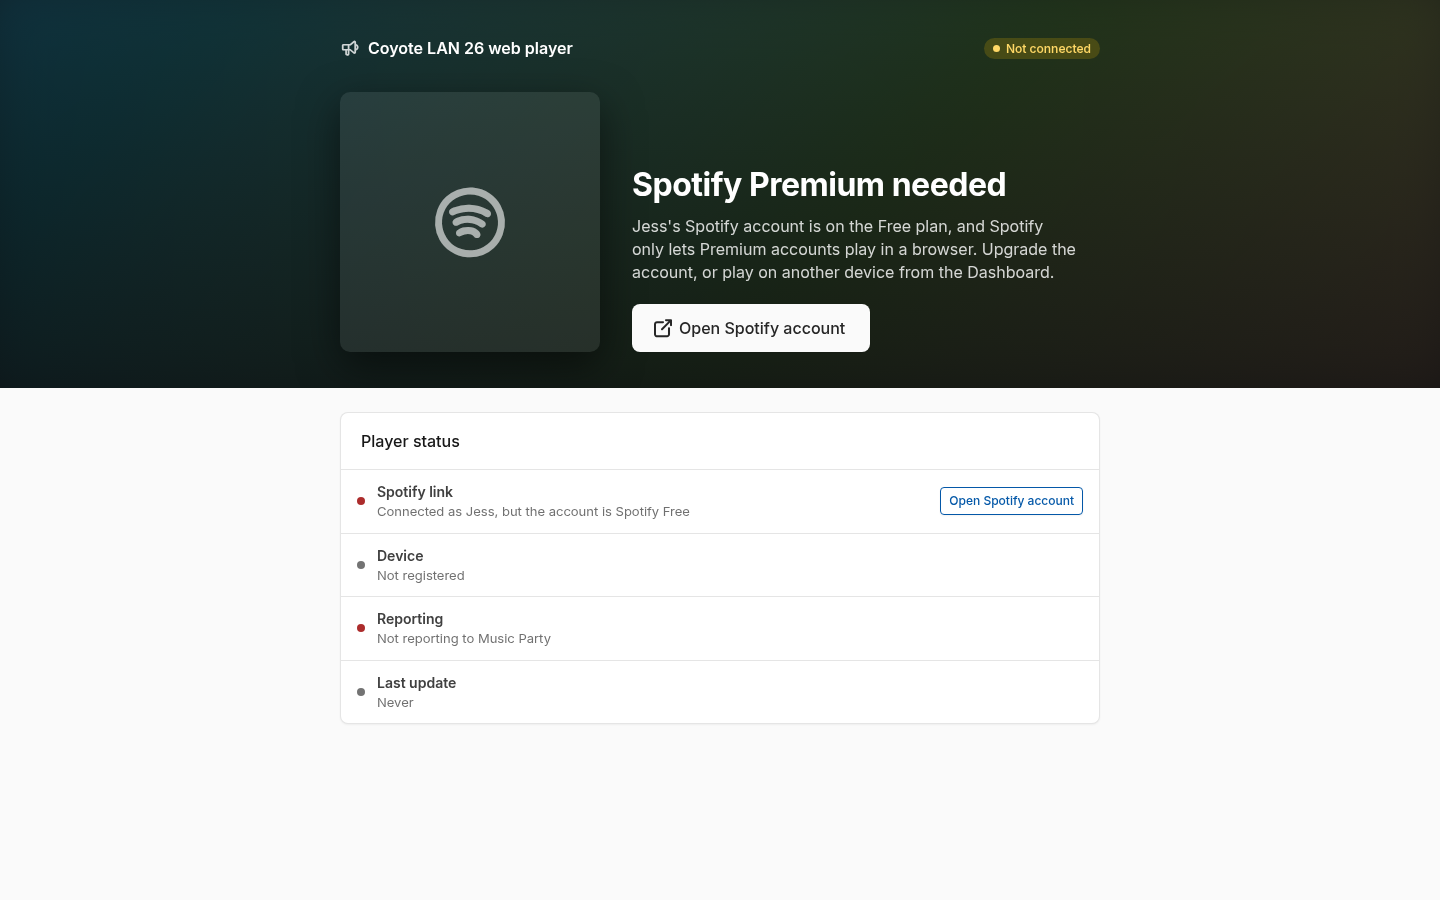 Coyote LAN 26 web player
Not connected
Spotify Premium needed
Jess's Spotify account is on the Free plan, and Spotify
only lets Premium accounts play in a browser. Upgrade the
account, or play on another device from the Dashboard.
Open Spotify account
Player status
Spotify link
Connected as Jess, but the account is Spotify Free
Open Spotify account
Device
Not registered
Reporting
Not reporting to Music Party
Last update
Never